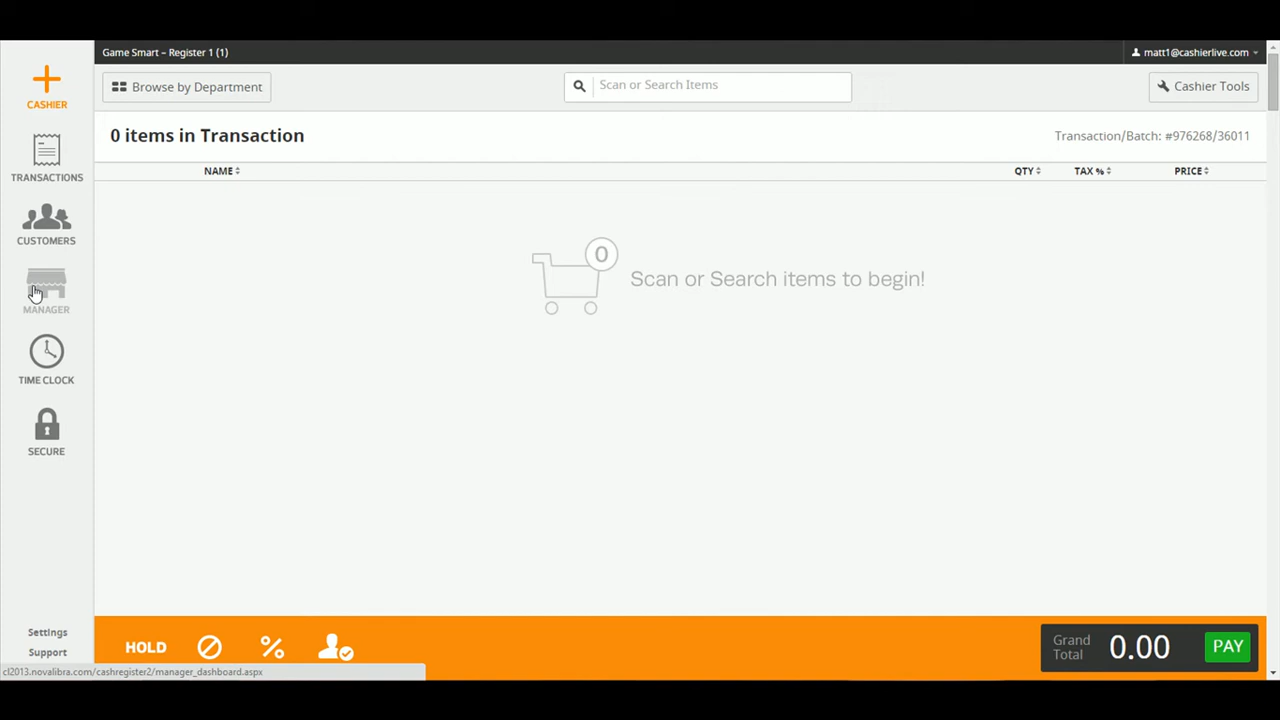 Game Smart – Register 1 (1)
matt1@cashierlive.com
CASHIER
Browse by Department
Scan or Search Items
Cashier Tools
0 items in Transaction
Transaction/Batch: #976268/36011
TRANSACTIONS
NAME
QTY
TAX %
PRICE
CUSTOMERS
0
Scan or Search items to begin!
MANAGER
TIME CLOCK
SECURE
Settings
Support
HOLD
%
Grand
Total
0.00
PAY
cl2013.novalibra.com/cashregister2/manager_dashboard.aspx